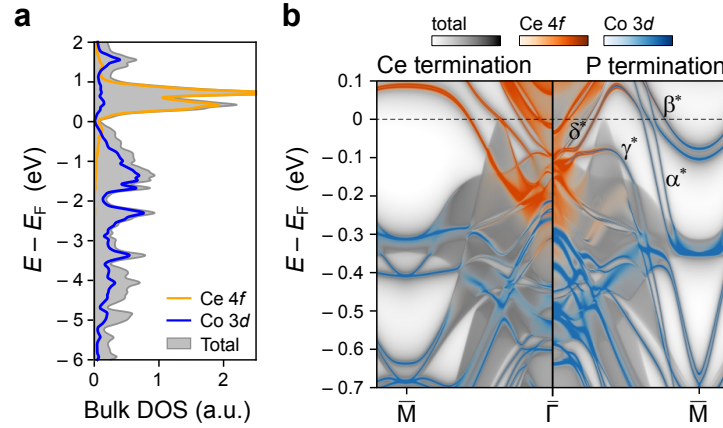 a
2
1
0
− 1
− 2
− 3
− 4
− 5
− 6
E − E_F (eV)
Ce 4f
Co 3d
Total
0
1
2
Bulk DOS (a.u.)
b
total
Ce 4f
Co 3d
Ce termination
P termination
0.1
0
− 0.1
− 0.2
− 0.3
− 0.4
− 0.5
− 0.6
− 0.7
E − E_F (eV)
δ*
β*
γ*
α*
M̅
Γ̅
M̅